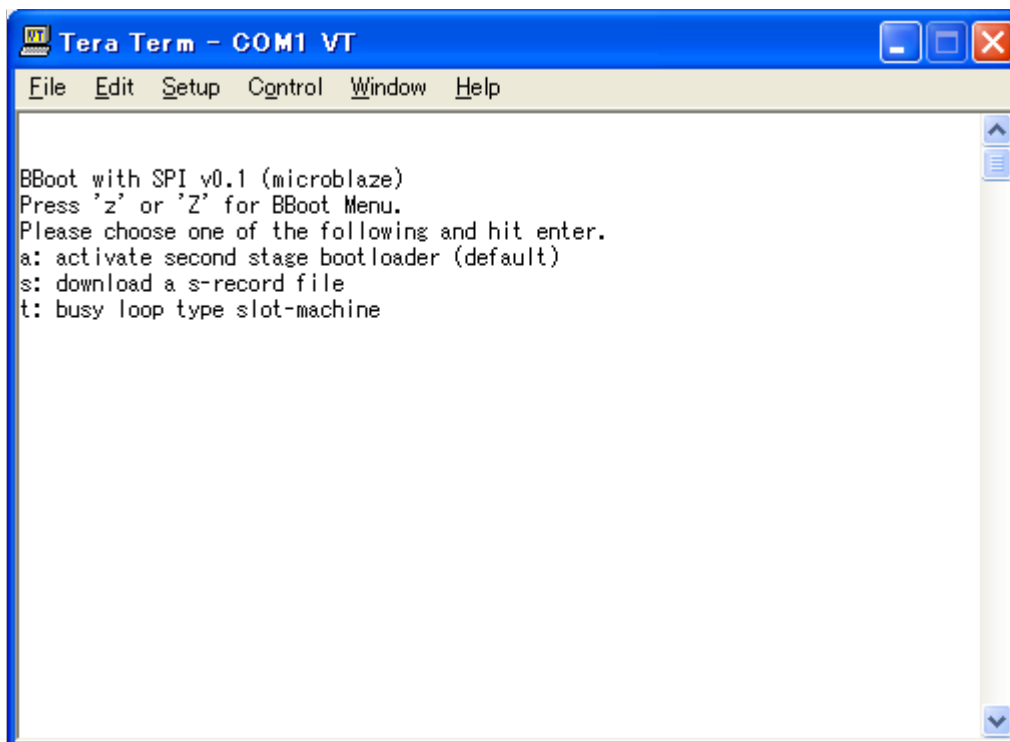 Tera Term - COM1 VT
File Edit Setup Control Window Help
BBoot with SPI v0.1 (microblaze)
Press 'z' or 'Z' for BBoot Menu.
Please choose one of the following and hit enter.
a: activate second stage bootloader (default)
s: download a s-record file
t: busy loop type slot-machine